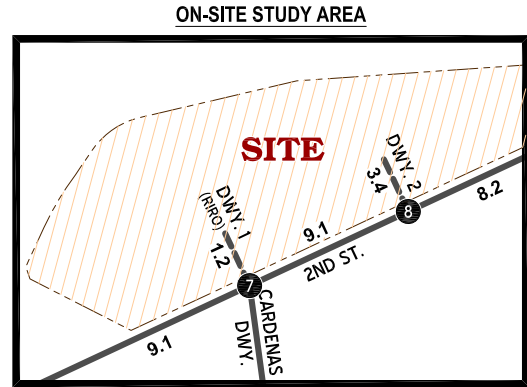 ON-SITE STUDY AREA
SITE
DWY. 2
3.4
8.2
8
DWY. 1
(RIRO)
1.2
9.1
2ND ST.
7
CARDENAS
DWY.
9.1